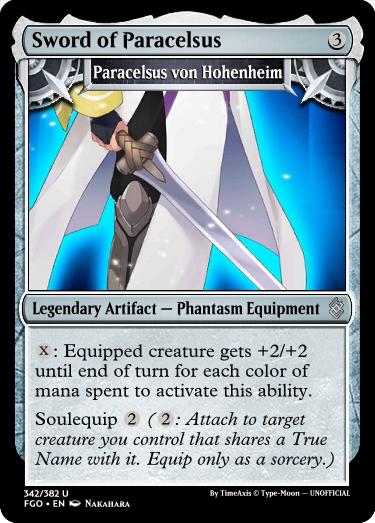 Sword of Paracelsus 3
Paracelsus von Hohenheim
Legendary Artifact — Phantasm Equipment
X: Equipped creature gets +2/+2
until end of turn for each color of
mana spent to activate this ability.
Soulequip 2 ( 2: Attach to target
creature you control that shares a True
Name with it. Equip only as a sorcery.)
342/382 U
By TimeAxis © Type-Moon — UNOFFICIAL
FGO • EN Nakahara